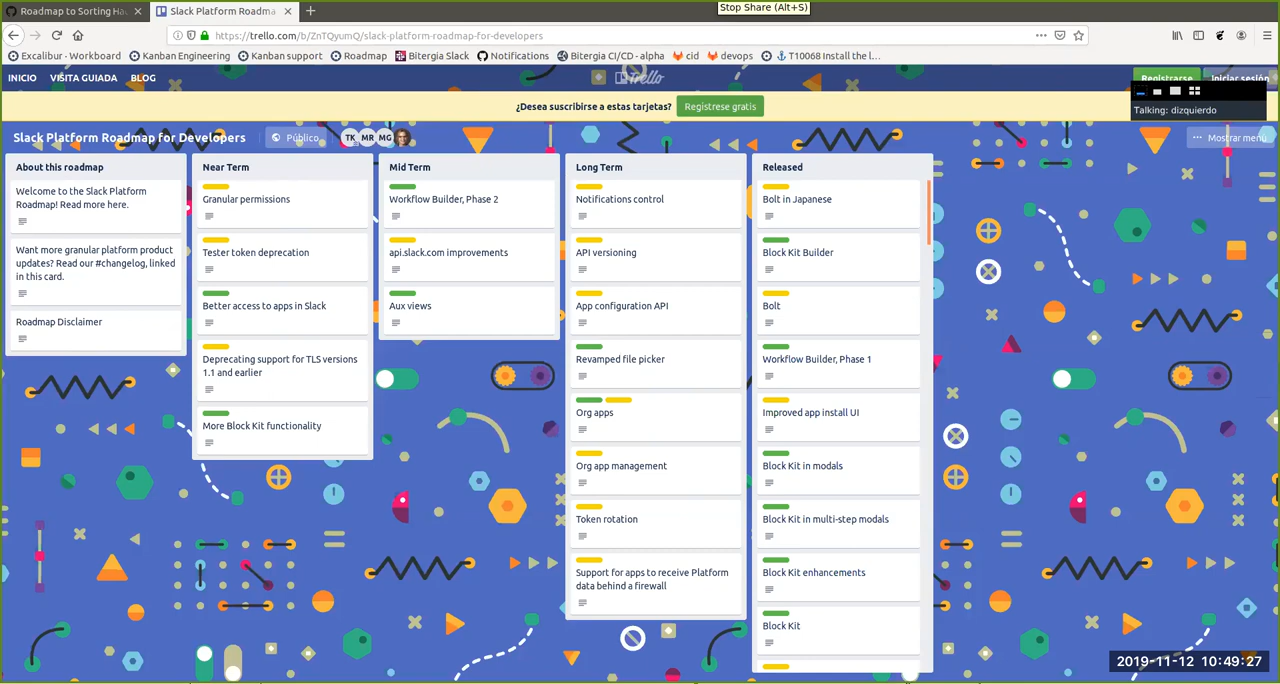 Stop Share (Alt+S)
Roadmap to Sorting Ha
Slack Platform Roadma
https://trello.com/b/ZnTQyumQ/slack-platform-roadmap-for-developers
Excalibur - Workboard
Kanban Engineering
Kanban support
Roadmap
Bitergia Slack
Notifications
Bitergia CI/CD - alpha
cid
devops
T10068 Install the l…
INICIO
VISITA GUIADA
BLOG
Trello
Registrarse
Iniciar sesión
¿Desea suscribirse a estas tarjetas?
Regístrese gratis
Talking: dizquierdo
Slack Platform Roadmap for Developers
Público
TK
MR
MG
Mostrar menú
About this roadmap
Welcome to the Slack Platform
Roadmap! Read more here.
Want more granular platform product
updates? Read our #changelog, linked
in this card.
Roadmap Disclaimer
Near Term
Granular permissions
Tester token deprecation
Better access to apps in Slack
Deprecating support for TLS versions
1.1 and earlier
More Block Kit functionality
Mid Term
Workflow Builder, Phase 2
api.slack.com improvements
Aux views
Long Term
Notifications control
API versioning
App configuration API
Revamped file picker
Org apps
Org app management
Token rotation
Support for apps to receive Platform
data behind a firewall
Released
Bolt in Japanese
Block Kit Builder
Bolt
Workflow Builder, Phase 1
Improved app install UI
Block Kit in modals
Block Kit in multi-step modals
Block Kit enhancements
Block Kit
2019-11-12 10:49:27